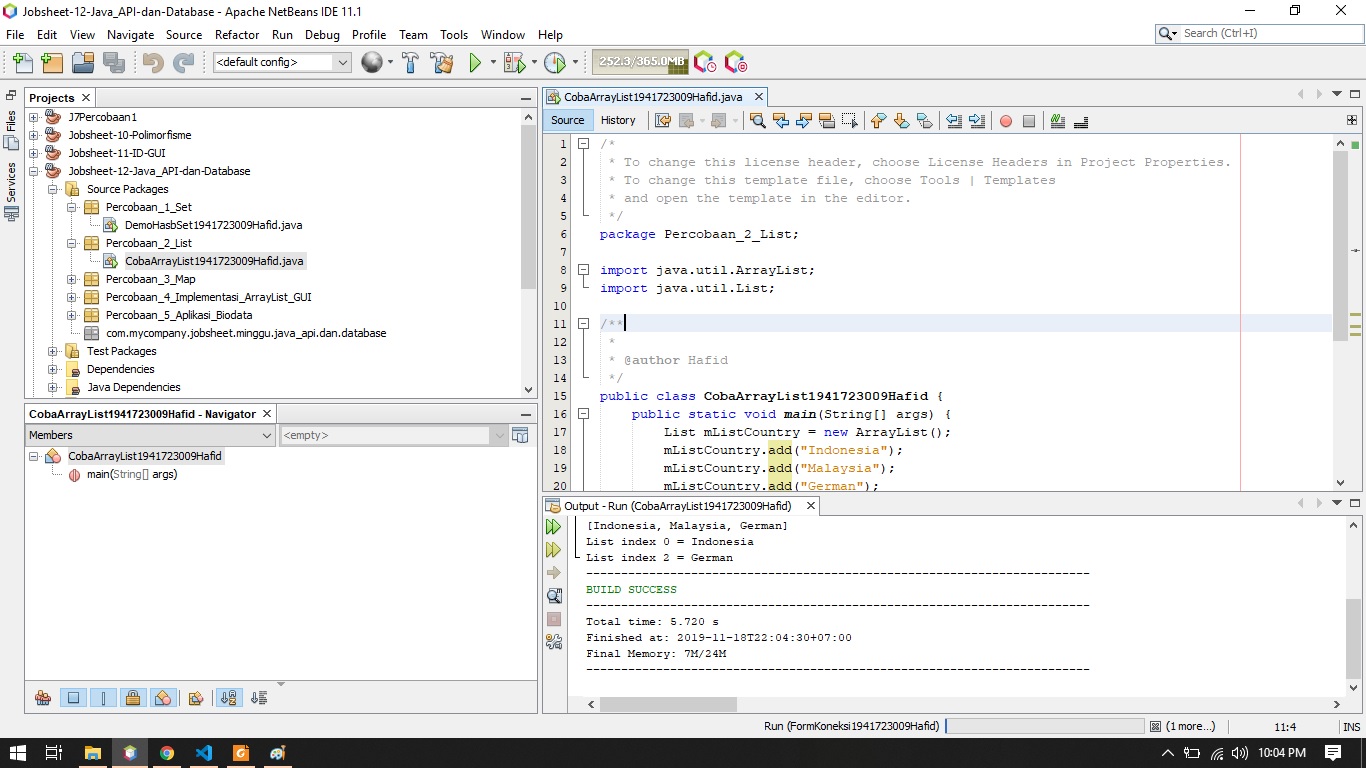 Jobsheet-12-Java_API-dan-Database - Apache NetBeans IDE 11.1
File Edit View Navigate Source Refactor Run Debug Profile Team Tools Window Help
Search (Ctrl+I)
<default config>
252.3/365.0MB
Files
Services
Projects
J7Percobaan1
Jobsheet-10-Polimorfisme
Jobsheet-11-ID-GUI
Jobsheet-12-Java_API-dan-Database
Source Packages
Percobaan_1_Set
DemoHasbSet1941723009Hafid.java
Percobaan_2_List
CobaArrayList1941723009Hafid.java
Percobaan_3_Map
Percobaan_4_Implementasi_ArrayList_GUI
Percobaan_5_Aplikasi_Biodata
com.mycompany.jobsheet.minggu.java_api.dan.database
Test Packages
Dependencies
Java Dependencies
CobaArrayList1941723009Hafid - Navigator
Members
<empty>
CobaArrayList1941723009Hafid
main(String[] args)
CobaArrayList1941723009Hafid.java
Source History
1 /*
2 * To change this license header, choose License Headers in Project Properties.
3 * To change this template file, choose Tools | Templates
4 * and open the template in the editor.
5 */
6 package Percobaan_2_List;
7
8 import java.util.ArrayList;
9 import java.util.List;
10
11 /**
12 *
13 * @author Hafid
14 */
15 public class CobaArrayList1941723009Hafid {
16 public static void main(String[] args) {
17 List mListCountry = new ArrayList();
18 mListCountry.add("Indonesia");
19 mListCountry.add("Malaysia");
20 mListCountry.add("German");
Output - Run (CobaArrayList1941723009Hafid)
[Indonesia, Malaysia, German]
List index 0 = Indonesia
List index 2 = German
------------------------------------------------------------------------
BUILD SUCCESS
------------------------------------------------------------------------
Total time: 5.720 s
Finished at: 2019-11-18T22:04:30+07:00
Final Memory: 7M/24M
------------------------------------------------------------------------
Run (FormKoneksi1941723009Hafid)
(1 more...)
11:4
INS
10:04 PM